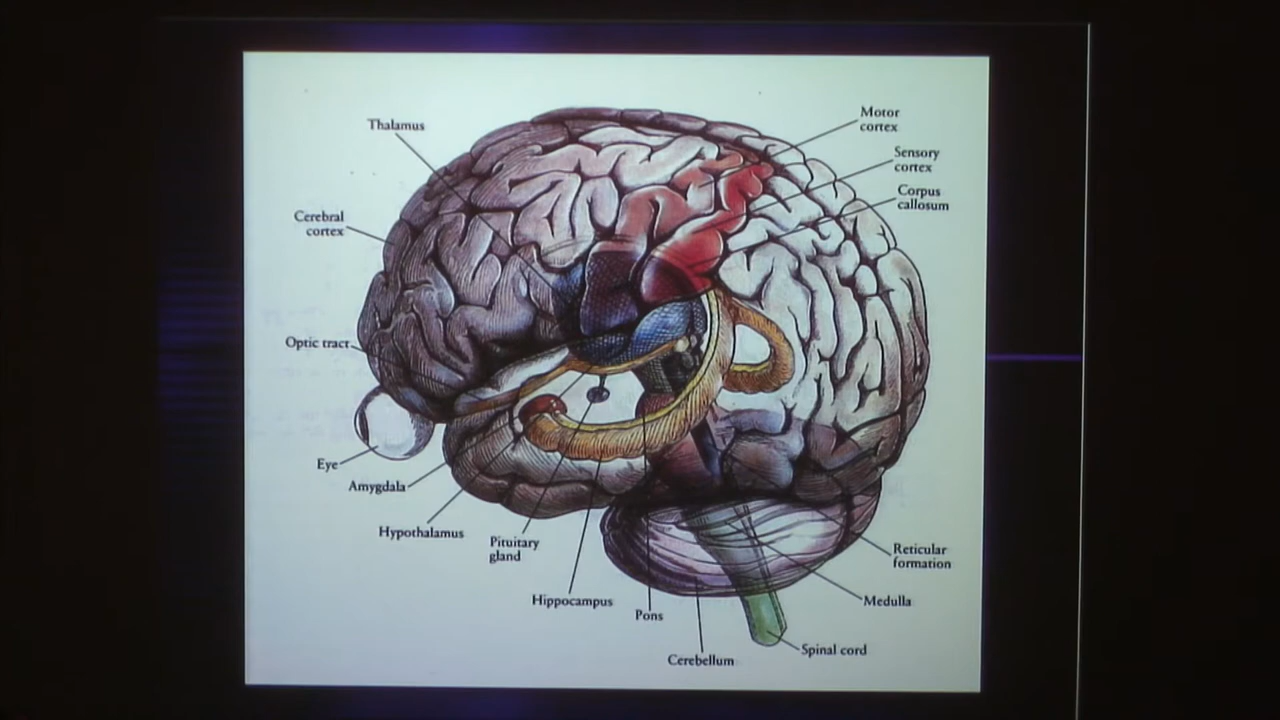 Thalamus
Cerebral
cortex
Optic tract
Eye
Amygdala
Hypothalamus
Pituitary
gland
Hippocampus
Pons
Cerebellum
Motor
cortex
Sensory
cortex
Corpus
callosum
Reticular
formation
Medulla
Spinal cord